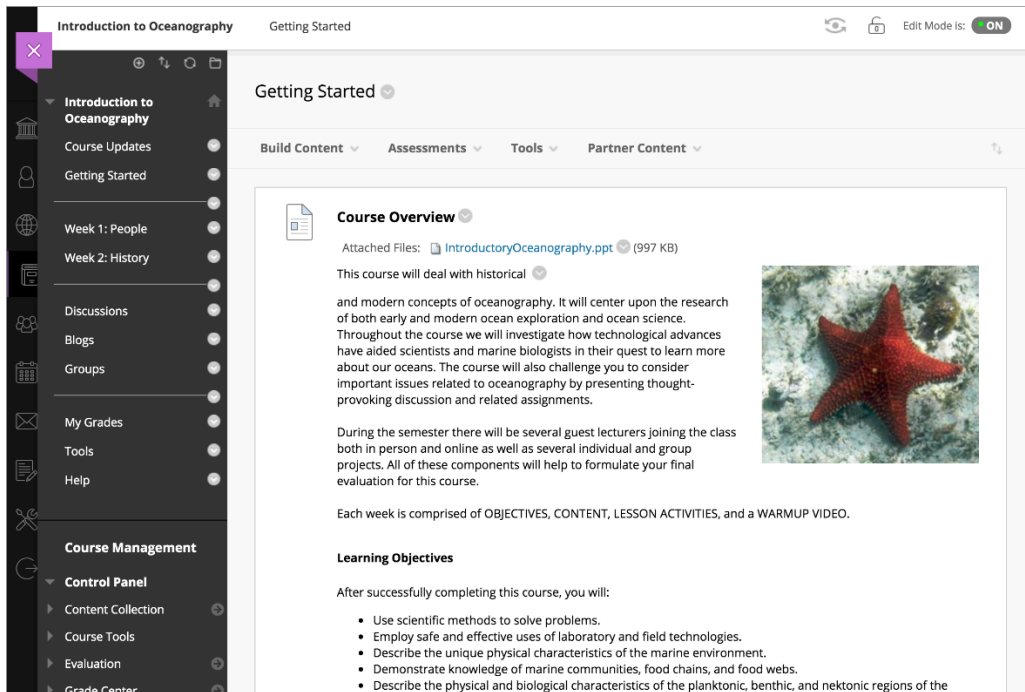 Introduction to Oceanography
Getting Started
Edit Mode is:
ON
Introduction to
Oceanography
Course Updates
Getting Started
Week 1: People
Week 2: History
Discussions
Blogs
Groups
My Grades
Tools
Help
Course Management
Control Panel
Content Collection
Course Tools
Evaluation
Grade Center
Getting Started
Build Content
Assessments
Tools
Partner Content
Course Overview
Attached Files: IntroductoryOceanography.ppt (997 KB)
This course will deal with historical
and modern concepts of oceanography. It will center upon the research
of both early and modern ocean exploration and ocean science.
Throughout the course we will investigate how technological advances
have aided scientists and marine biologists in their quest to learn more
about our oceans. The course will also challenge you to consider
important issues related to oceanography by presenting thought-
provoking discussion and related assignments.
During the semester there will be several guest lecturers joining the class
both in person and online as well as several individual and group
projects. All of these components will help to formulate your final
evaluation for this course.
Each week is comprised of OBJECTIVES, CONTENT, LESSON ACTIVITIES, and a WARMUP VIDEO.
Learning Objectives
After successfully completing this course, you will:
• Use scientific methods to solve problems.
• Employ safe and effective uses of laboratory and field technologies.
• Describe the unique physical characteristics of the marine environment.
• Demonstrate knowledge of marine communities, food chains, and food webs.
• Describe the physical and biological characteristics of the planktonic, benthic, and nektonic regions of the